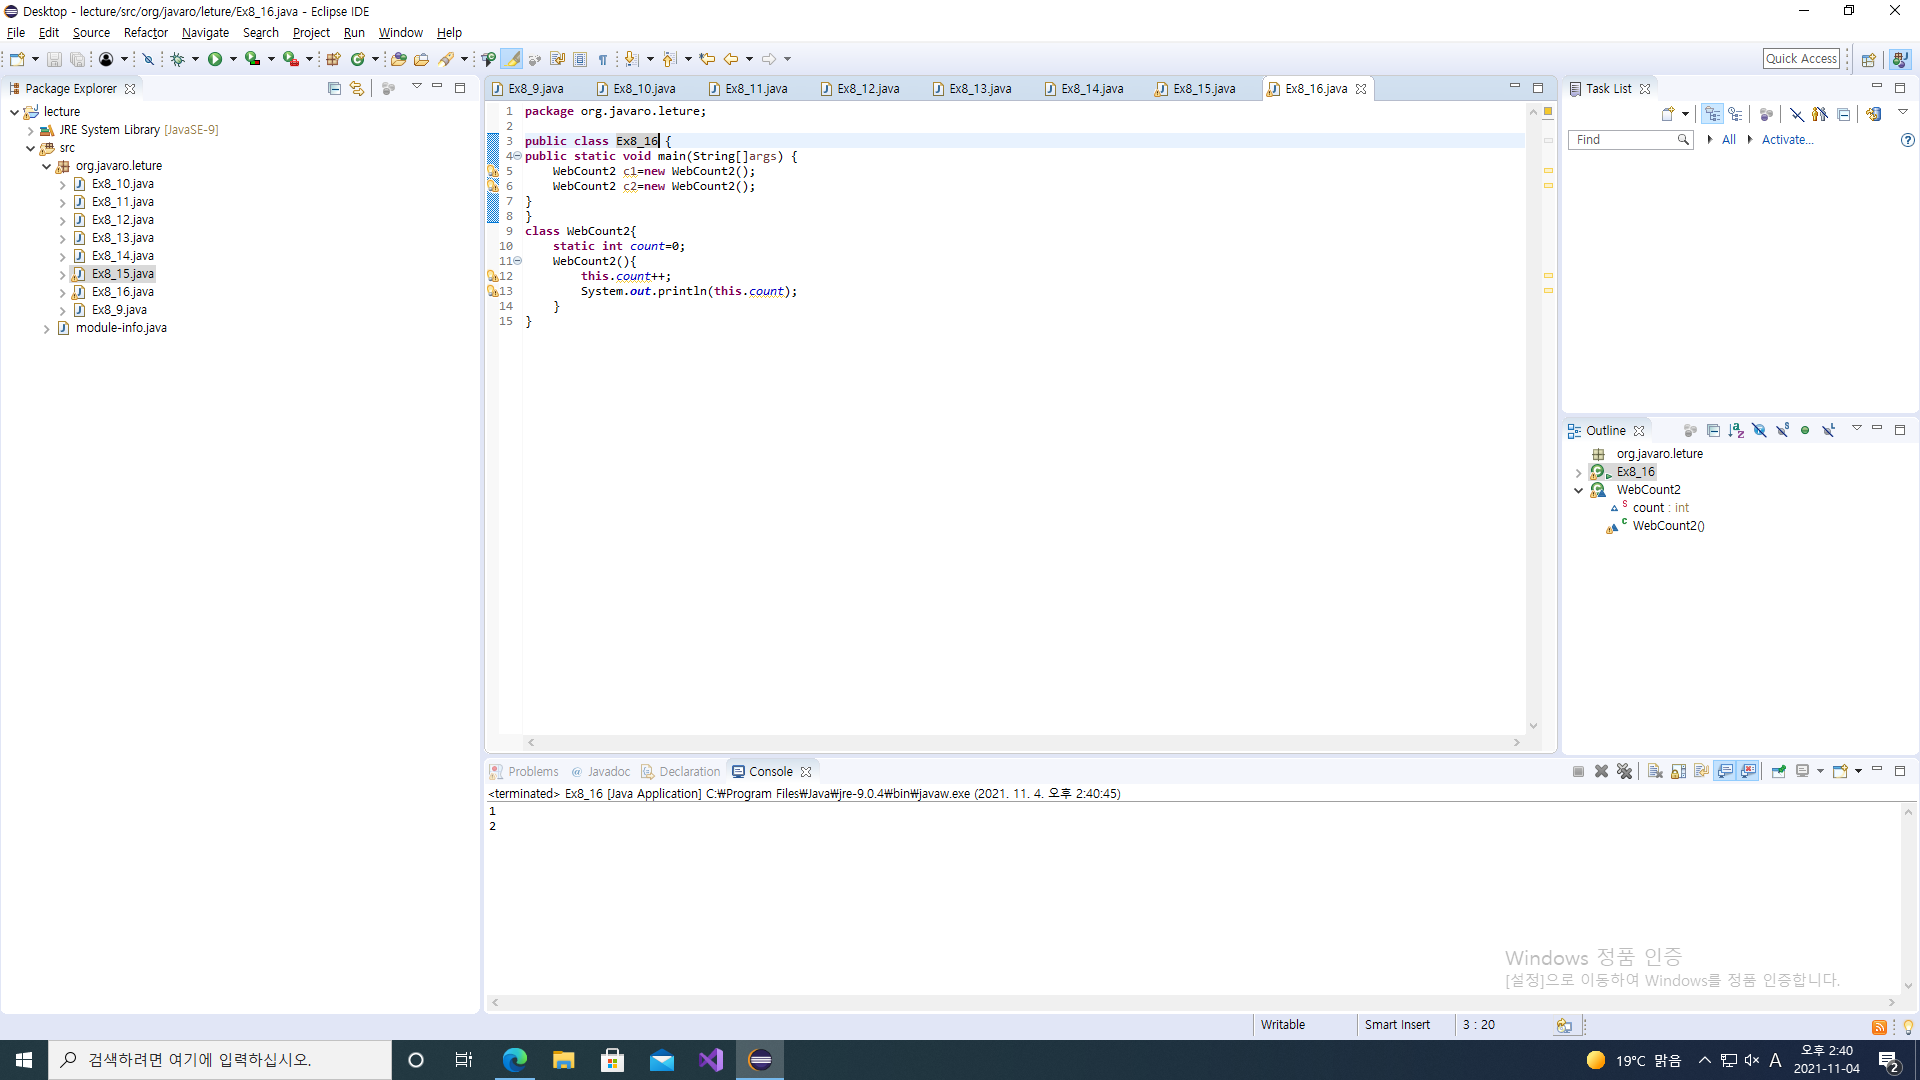 Desktop - lecture/src/org/javaro/leture/Ex8_16.java - Eclipse IDE
File Edit Source Refactor Navigate Search Project Run Window Help
Quick Access
Package Explorer
lecture
JRE System Library [JavaSE-9]
src
org.javaro.leture
Ex8_10.java
Ex8_11.java
Ex8_12.java
Ex8_13.java
Ex8_14.java
Ex8_15.java
Ex8_16.java
Ex8_9.java
module-info.java
Ex8_9.java Ex8_10.java Ex8_11.java Ex8_12.java Ex8_13.java Ex8_14.java Ex8_15.java Ex8_16.java
1 package org.javaro.leture;
2
3 public class Ex8_16 {
4 public static void main(String[]args) {
5 WebCount2 c1=new WebCount2();
6 WebCount2 c2=new WebCount2();
7 }
8 }
9 class WebCount2{
10 static int count=0;
11 WebCount2(){
12 this.count++;
13 System.out.println(this.count);
14 }
15 }
Task List
Find All Activate...
Outline
org.javaro.leture
Ex8_16
WebCount2
count : int
WebCount2()
Problems @ Javadoc Declaration Console
<terminated> Ex8_16 [Java Application] C:₩Program Files₩Java₩jre-9.0.4₩bin₩javaw.exe (2021. 11. 4. 오후 2:40:45)
1
2
Windows 정품 인증
[설정]으로 이동하여 Windows를 정품 인증합니다.
Writable Smart Insert 3 : 20
검색하려면 여기에 입력하십시오.
19°C 맑음 A 오후 2:40
2021-11-04
2